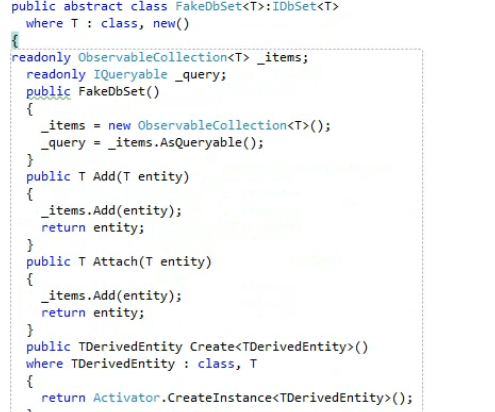 public abstract class FakeDbSet<T>:IDbSet<T>
where T : class, new()
{
readonly ObservableCollection<T> _items;
readonly IQueryable _query;
public FakeDbSet()
{
_items = new ObservableCollection<T>();
_query = _items.AsQueryable();
}
public T Add(T entity)
{
_items.Add(entity);
return entity;
}
public T Attach(T entity)
{
_items.Add(entity);
return entity;
}
public TDerivedEntity Create<TDerivedEntity>()
where TDerivedEntity : class, T
{
return Activator.CreateInstance<TDerivedEntity>();
}